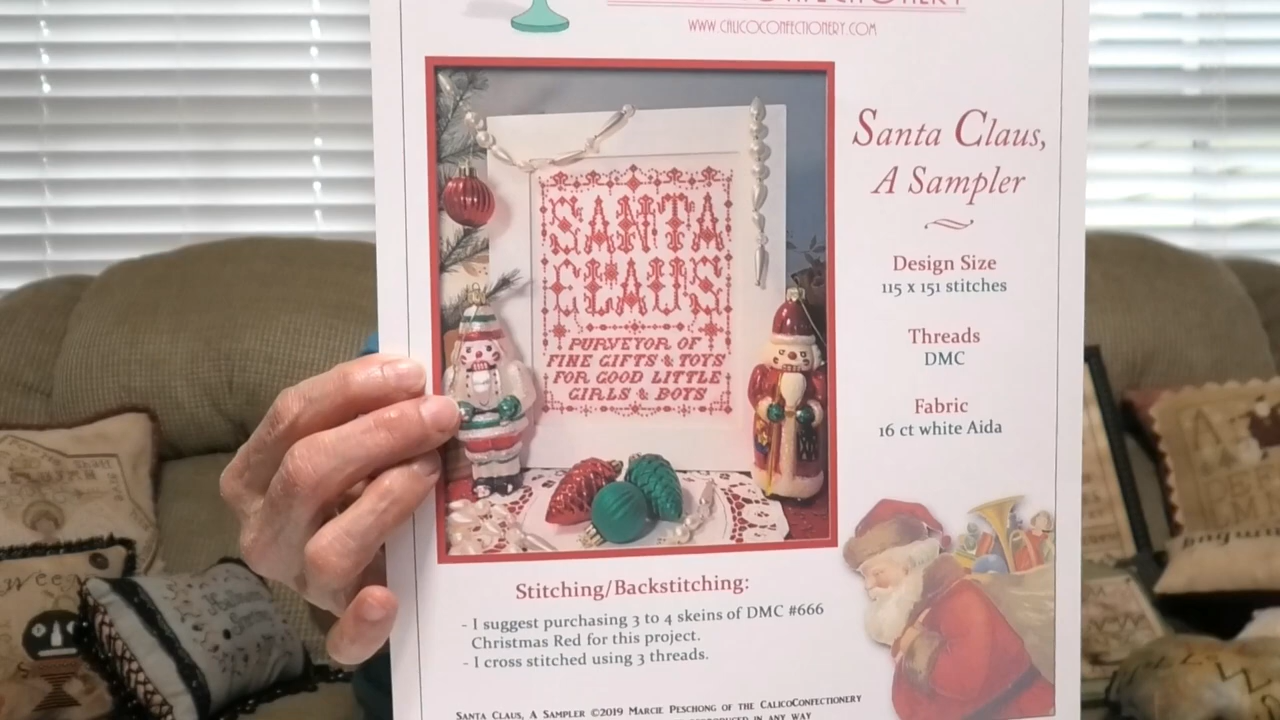 WWW.CALICOCONFECTIONERY.COM
SANTA
CLAUS
PURVEYOR OF
FINE GIFTS & TOYS
FOR GOOD LITTLE
GIRLS & BOYS
Santa Claus,
A Sampler
Design Size
115 x 151 stitches
Threads
DMC
Fabric
16 ct white Aida
Stitching/Backstitching:
- I suggest purchasing 3 to 4 skeins of DMC #666
Christmas Red for this project.
- I cross stitched using 3 threads.
SANTA CLAUS, A SAMPLER ©2019 MARCIE PESCHONG OF THE CALICOCONFECTIONERY
IN ANY WAY